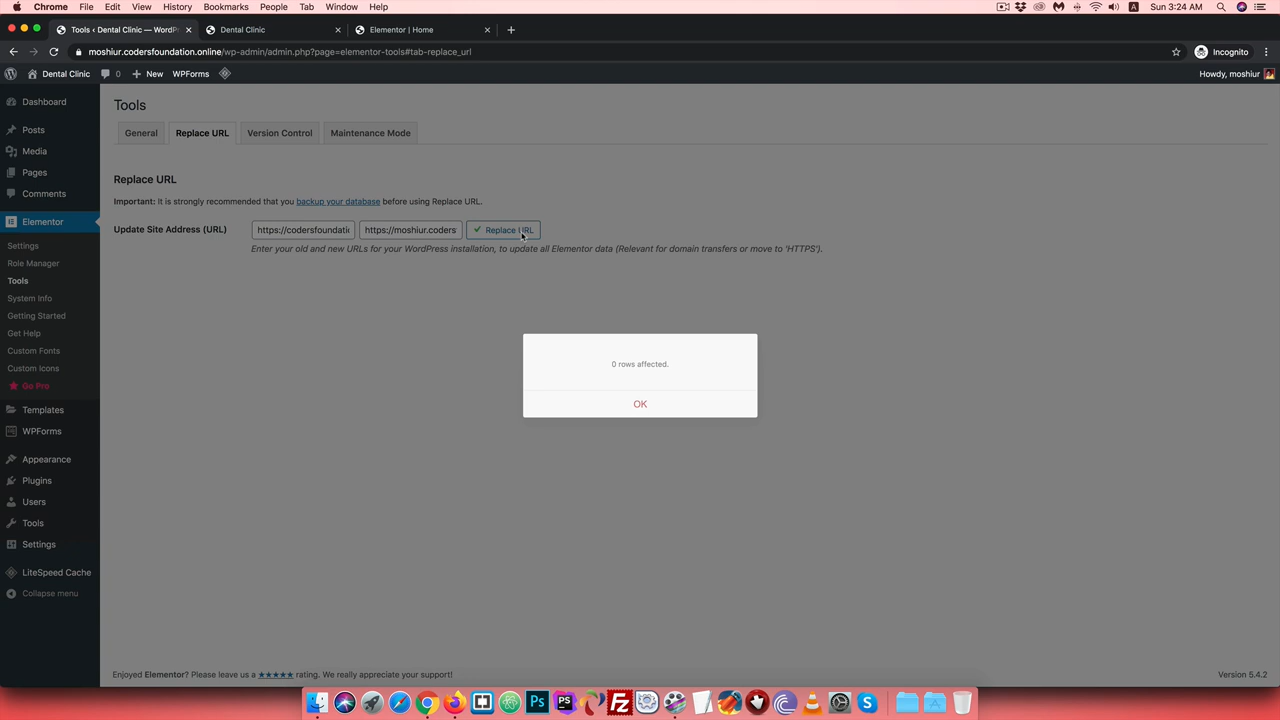 Chrome File Edit View History Bookmarks People Tab Window Help
Sun 3:24 AM
Tools ‹ Dental Clinic — WordPr
Dental Clinic
Elementor | Home
moshiur.codersfoundation.online/wp-admin/admin.php?page=elementor-tools#tab-replace_url
Incognito
Dental Clinic 0 New WPForms
Howdy, moshiur
Dashboard
Posts
Media
Pages
Comments
Elementor
Settings
Role Manager
Tools
System Info
Getting Started
Get Help
Custom Fonts
Custom Icons
Go Pro
Templates
WPForms
Appearance
Plugins
Users
Tools
Settings
LiteSpeed Cache
Collapse menu
Tools
General Replace URL Version Control Maintenance Mode
Replace URL
Important: It is strongly recommended that you backup your database before using Replace URL.
Update Site Address (URL) https://codersfoundatic https://moshiur.coders Replace URL
Enter your old and new URLs for your WordPress installation, to update all Elementor data (Relevant for domain transfers or move to 'HTTPS').
0 rows affected.
OK
Enjoyed Elementor? Please leave us a ★★★★★ rating. We really appreciate your support!
Version 5.4.2